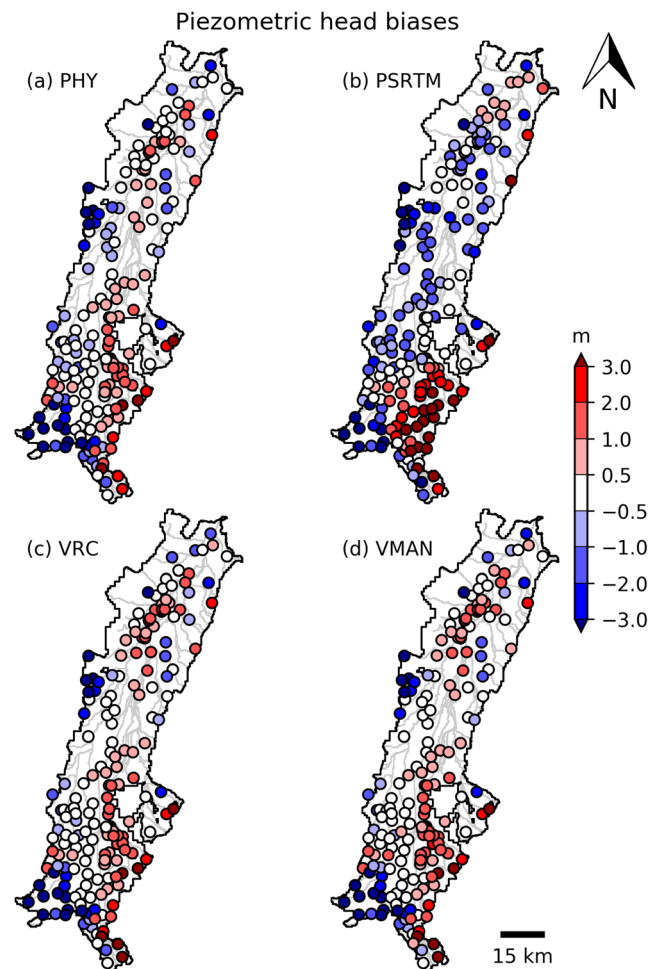 Piezometric head biases
(a) PHY
(b) PSRTM
N
m
3.0
2.0
1.0
0.5
−0.5
−1.0
−2.0
−3.0
(c) VRC
(d) VMAN
15 km